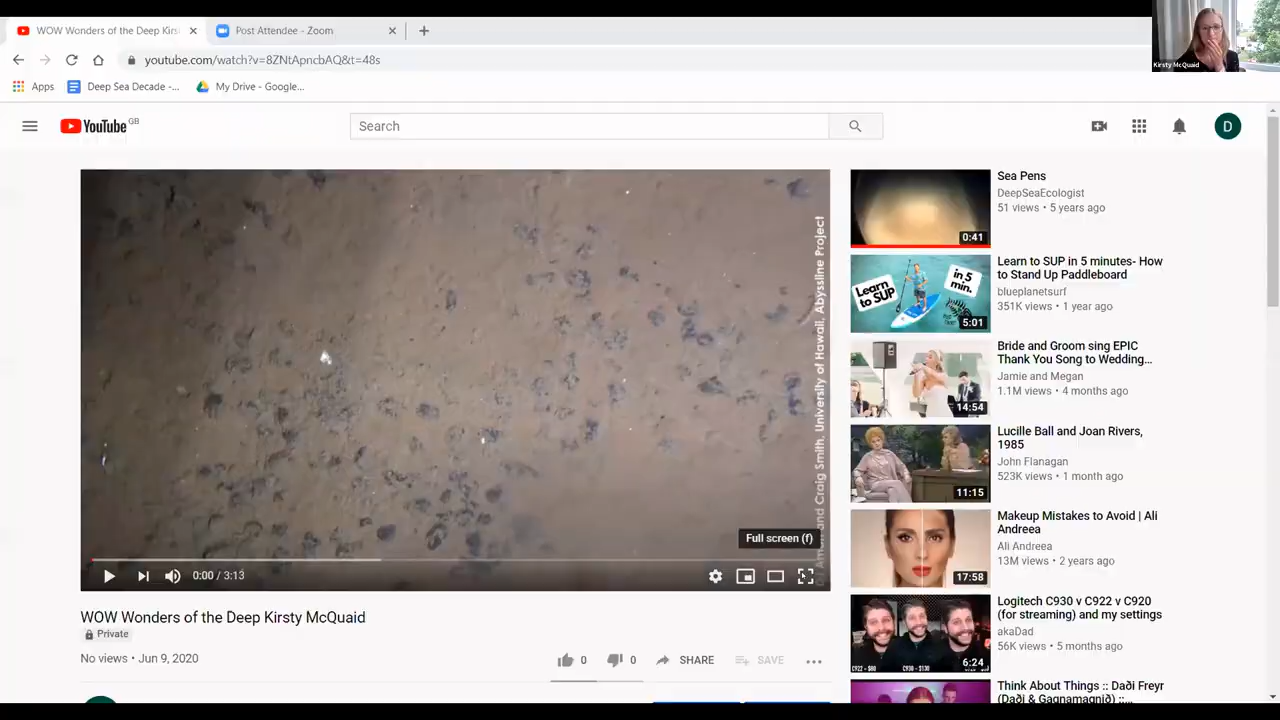 WOW Wonders of the Deep Kirs
Post Attendee - Zoom
Kirsty McQuaid
youtube.com/watch?v=8ZNtApncbAQ&t=48s
Apps
Deep Sea Decade -...
My Drive - Google...
YouTube GB
Search
D
and Craig Smith, University of Hawaii, Abyssline Project
Full screen (f)
0:00 / 3:13
WOW Wonders of the Deep Kirsty McQuaid
Private
No views • Jun 9, 2020
0
0
SHARE
SAVE
0:41
Sea Pens
DeepSeaEcologist
51 views • 5 years ago
Learn to SUP
in 5 min.
5:01
Learn to SUP in 5 minutes- How
to Stand Up Paddleboard
blueplanetsurf
351K views • 1 year ago
14:54
Bride and Groom sing EPIC
Thank You Song to Wedding...
Jamie and Megan
1.1M views • 4 months ago
11:15
Lucille Ball and Joan Rivers,
1985
John Flanagan
523K views • 1 month ago
17:58
Makeup Mistakes to Avoid | Ali
Andreea
Ali Andreea
13M views • 2 years ago
6:24
Logitech C930 v C922 v C920
(for streaming) and my settings
akaDad
56K views • 5 months ago
Think About Things :: Daði Freyr
(Daði & Gagnamagnið) ::